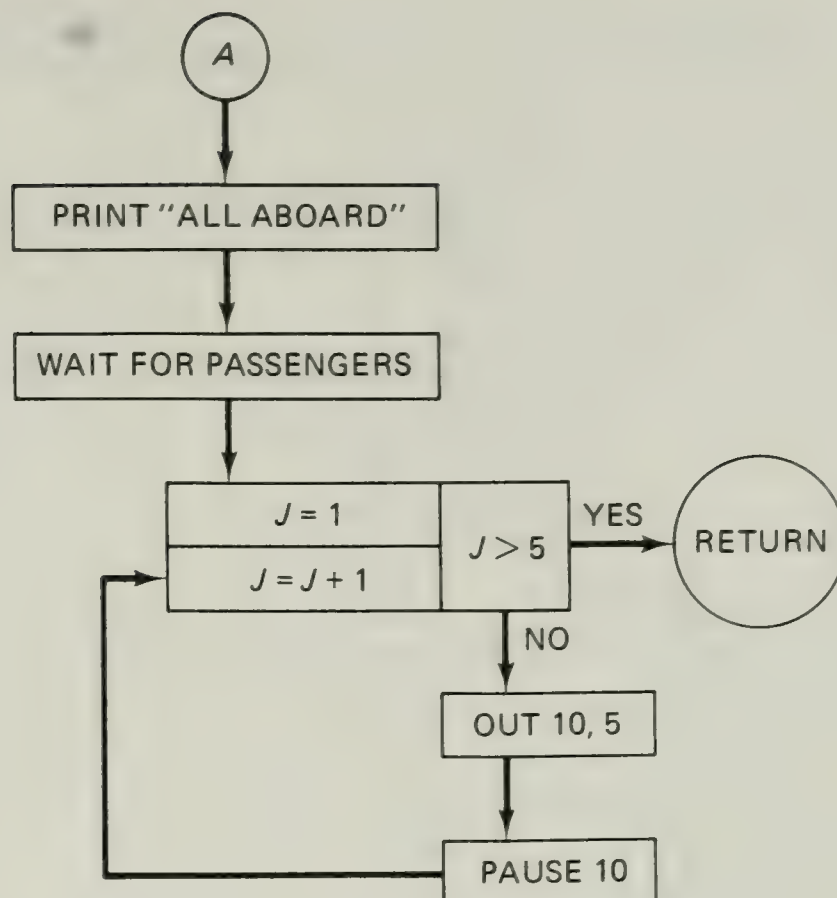 A
PRINT "ALL ABOARD"
WAIT FOR PASSENGERS
J = 1
J = J + 1
J > 5
YES
RETURN
NO
OUT 10, 5
PAUSE 10